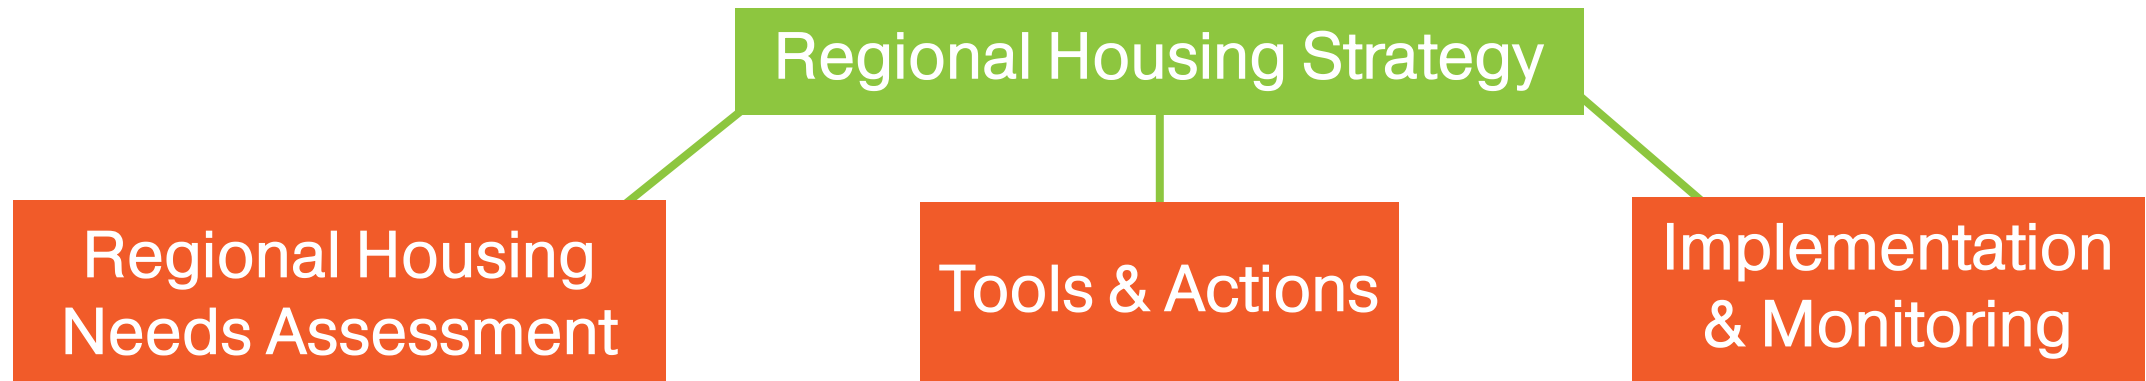 Regional Housing Strategy
Regional Housing
Needs Assessment
Tools & Actions
Implementation
& Monitoring